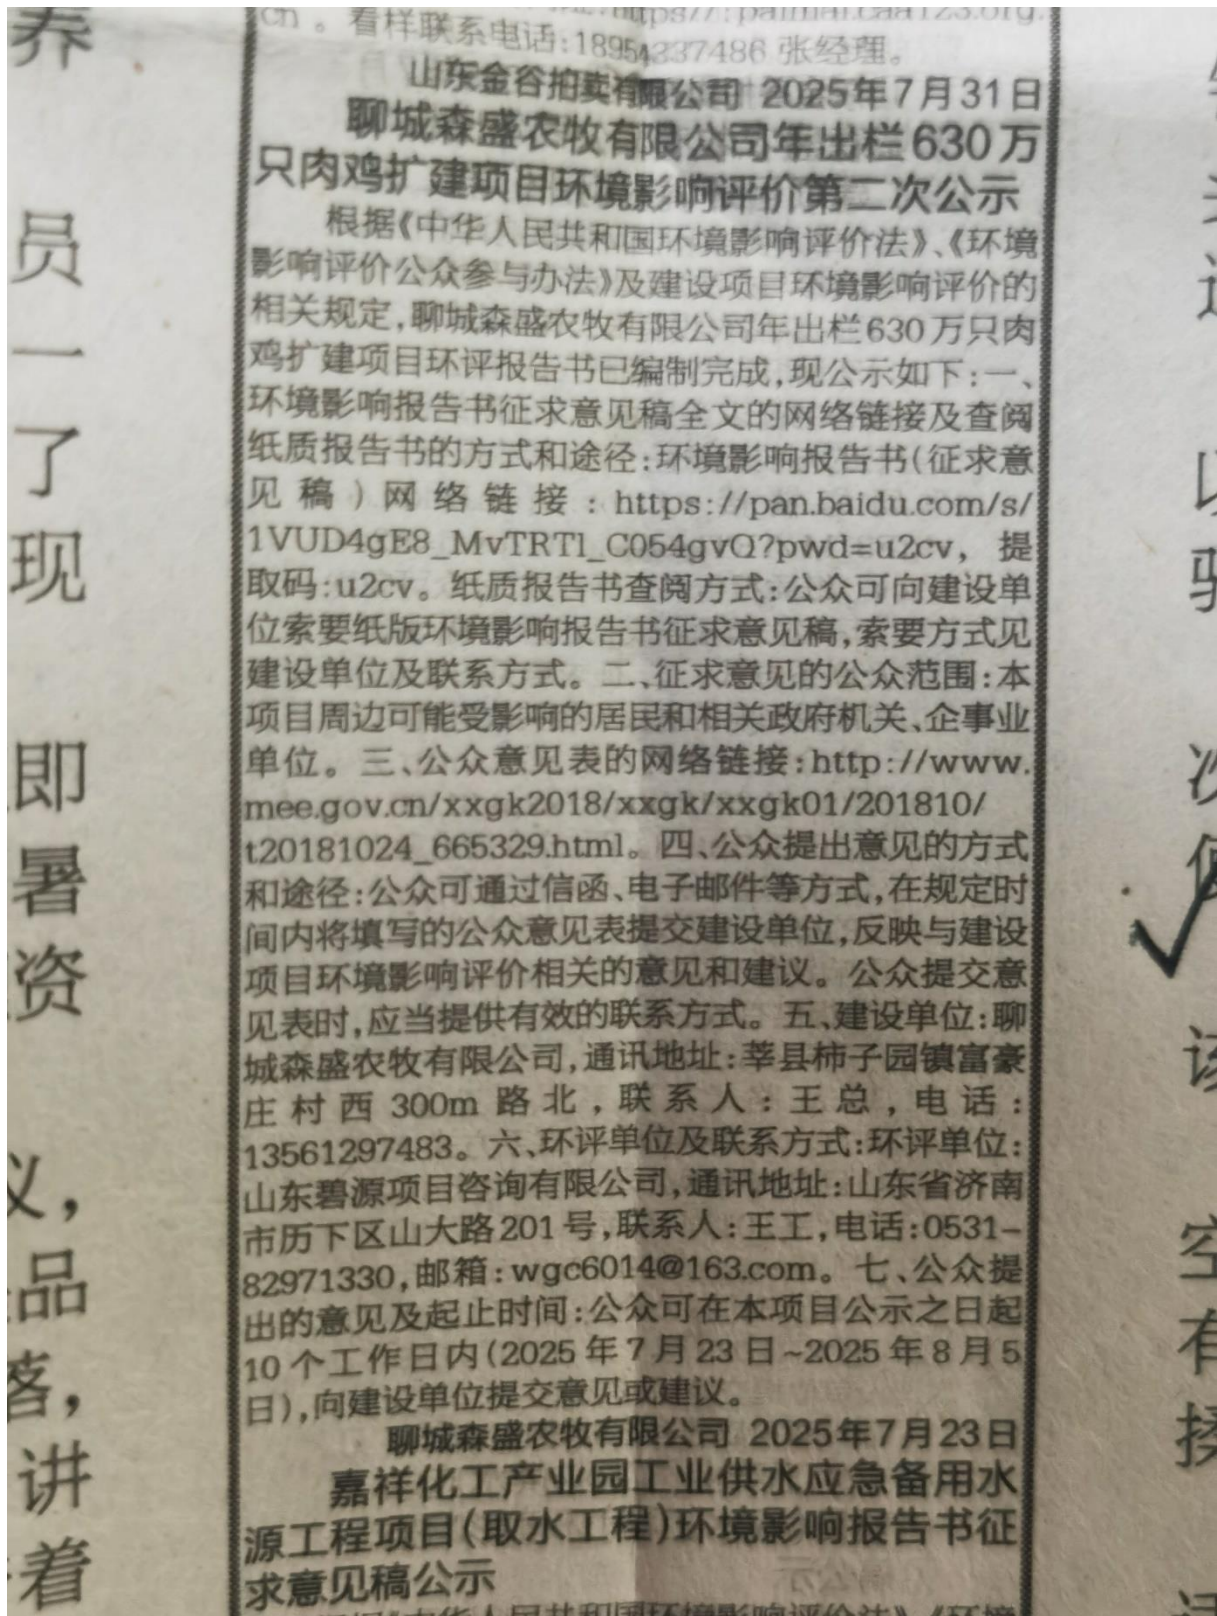 养
员
一
了
现
即
暑
资
义，
品
落，
讲
着
cn。看样联系电话:18954337486 张经理。
山东金谷拍卖有限公司 2025年7月31日
聊城森盛农牧有限公司年出栏630万
只肉鸡扩建项目环境影响评价第二次公示
根据《中华人民共和国环境影响评价法》、《环境
影响评价公众参与办法》及建设项目环境影响评价的
相关规定,聊城森盛农牧有限公司年出栏630万只肉
鸡扩建项目环评报告书已编制完成,现公示如下:一、
环境影响报告书征求意见稿全文的网络链接及查阅
纸质报告书的方式和途径:环境影响报告书(征求意
见稿)网络链接:https://pan.baidu.com/s/
1VUD4gE8_MvTRTl_C054gvQ?pwd=u2cv, 提
取码:u2cv。纸质报告书查阅方式:公众可向建设单
位索要纸版环境影响报告书征求意见稿,索要方式见
建设单位及联系方式。二、征求意见的公众范围:本
项目周边可能受影响的居民和相关政府机关、企事业
单位。三、公众意见表的网络链接:http://www.
mee.gov.cn/xxgk2018/xxgk/xxgk01/201810/
t20181024_665329.html。四、公众提出意见的方式
和途径:公众可通过信函、电子邮件等方式,在规定时
间内将填写的公众意见表提交建设单位,反映与建设
项目环境影响评价相关的意见和建议。公众提交意
见表时,应当提供有效的联系方式。五、建设单位:聊
城森盛农牧有限公司,通讯地址:莘县柿子园镇富豪
庄村西300m路北,联系人:王总,电话:
13561297483。六、环评单位及联系方式:环评单位:
山东碧源项目咨询有限公司,通讯地址:山东省济南
市历下区山大路201号,联系人:王工,电话:0531-
82971330,邮箱:wgc6014@163.com。七、公众提
出的意见及起止时间:公众可在本项目公示之日起
10个工作日内(2025年7月23日~2025年8月5
日),向建设单位提交意见或建议。
聊城森盛农牧有限公司 2025年7月23日
嘉祥化工产业园工业供水应急备用水
源工程项目(取水工程)环境影响报告书征
求意见稿公示
次
该
空
有
揉